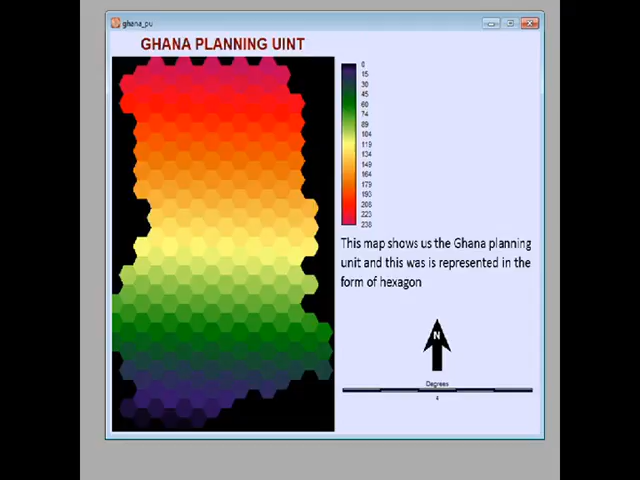 ghana_pu
GHANA PLANNING UINT
0
15
30
45
60
74
89
104
119
134
149
164
179
193
208
223
238
This map shows us the Ghana planning
unit and this was is represented in the
form of hexagon
N
Degrees
4